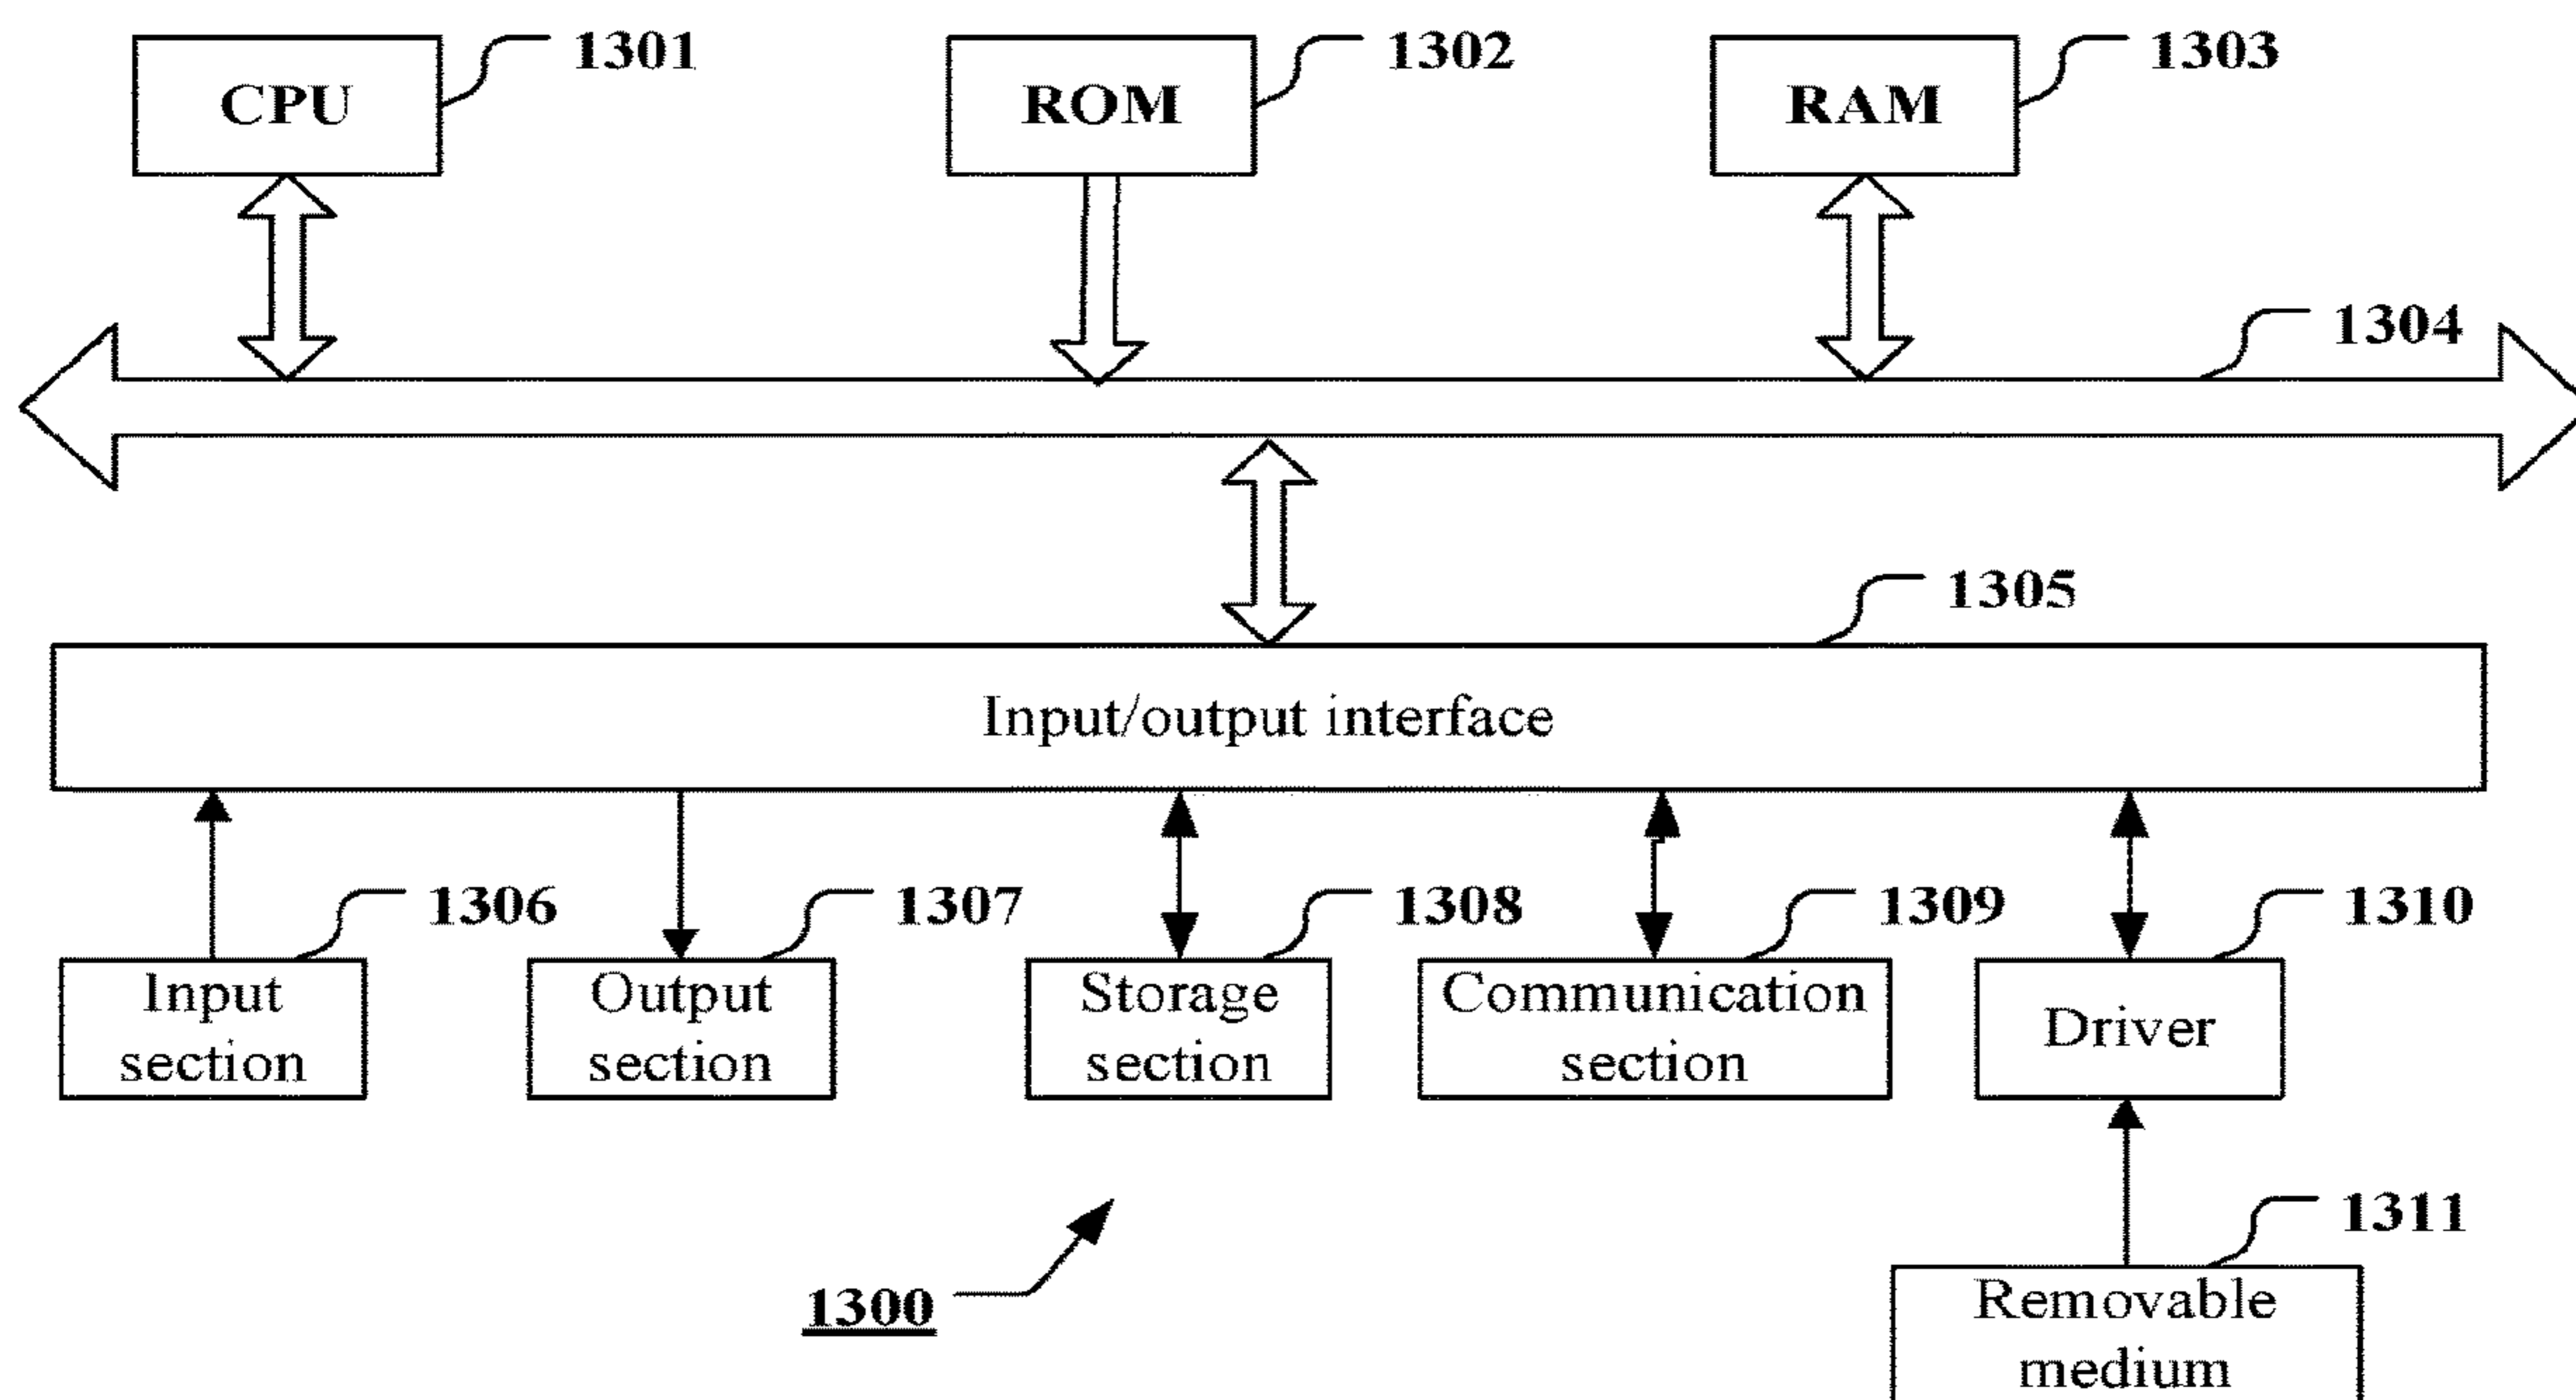 CPU
1301
ROM
1302
RAM
1303
1304
1305
Input/output interface
1306
1307
1308
1309
1310
Input
section
Output
section
Storage
section
Communication
section
Driver
1311
1300
Removable
medium